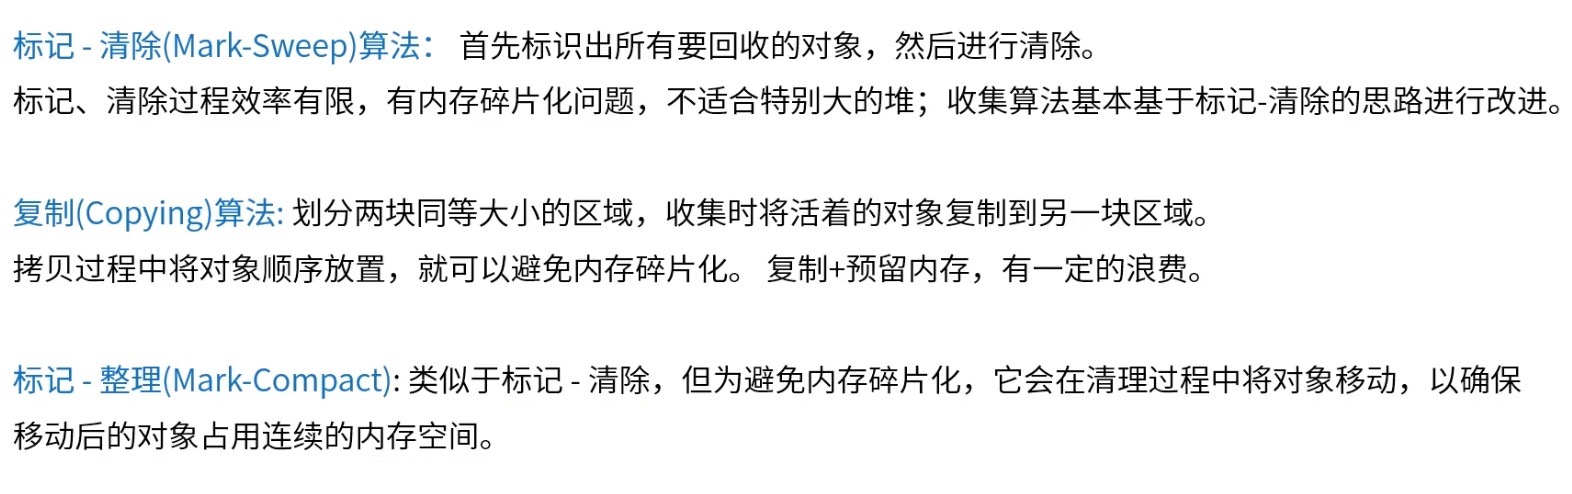 标记 - 清除(Mark-Sweep)算法： 首先标识出所有要回收的对象，然后进行清除。
标记、清除过程效率有限，有内存碎片化问题，不适合特别大的堆；收集算法基本基于标记-清除的思路进行改进。
复制(Copying)算法: 划分两块同等大小的区域，收集时将活着的对象复制到另一块区域。
拷贝过程中将对象顺序放置，就可以避免内存碎片化。 复制+预留内存，有一定的浪费。
标记 - 整理(Mark-Compact): 类似于标记 - 清除，但为避免内存碎片化，它会在清理过程中将对象移动，以确保
移动后的对象占用连续的内存空间。